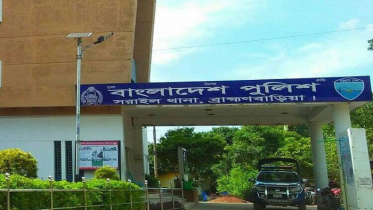 বাংলাদেশ পুলিশ
সরাইল থানা, ব্রাহ্মণবাড়িয়া।